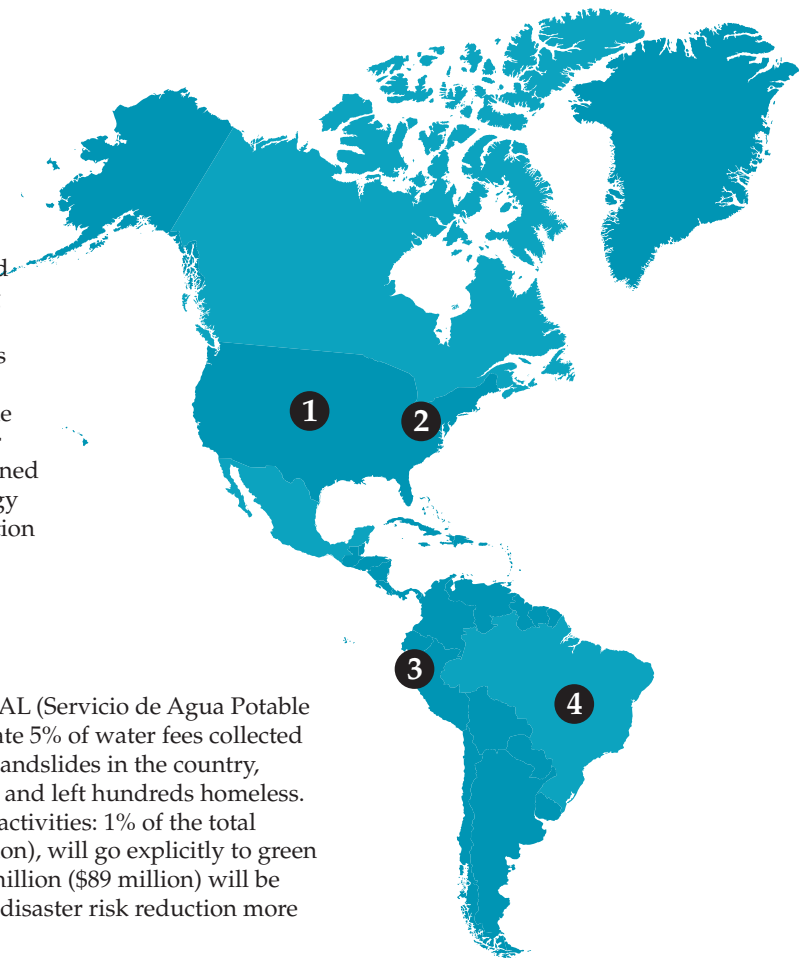 d
s
1
2
e
ned
gy
tion
3
4
AL (Servicio de Agua Potable
ate 5% of water fees collected
landslides in the country,
and left hundreds homeless.
activities: 1% of the total
on), will go explicitly to green
million ($89 million) will be
disaster risk reduction more